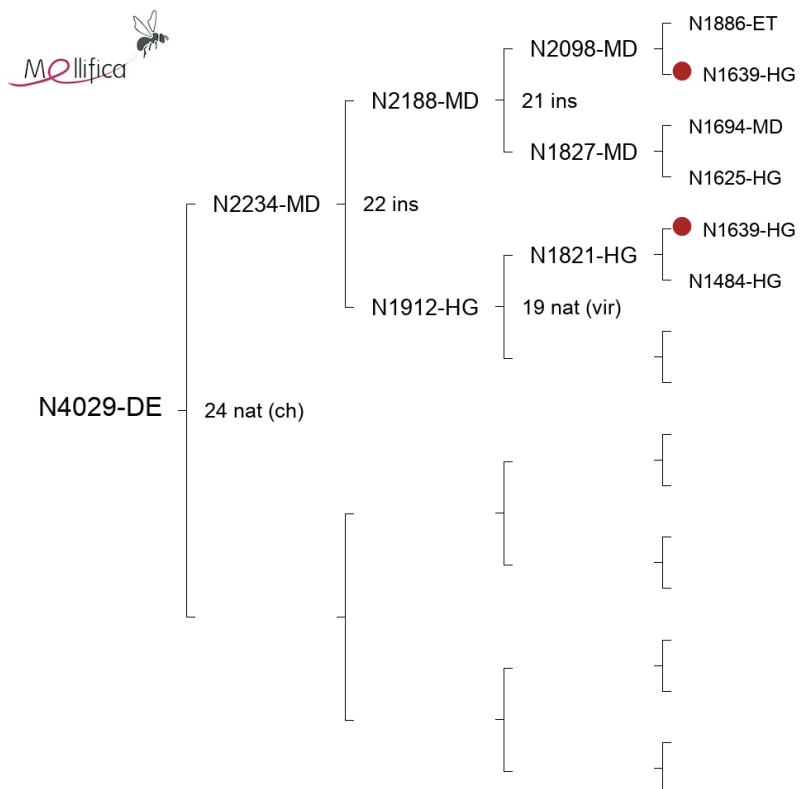 Mellifica
N1886-ET
N2098-MD
N1639-HG
N2188-MD
21 ins
N1694-MD
N1827-MD
N1625-HG
N2234-MD
22 ins
N1639-HG
N1821-HG
N1484-HG
N1912-HG
19 nat (vir)
N4029-DE
24 nat (ch)